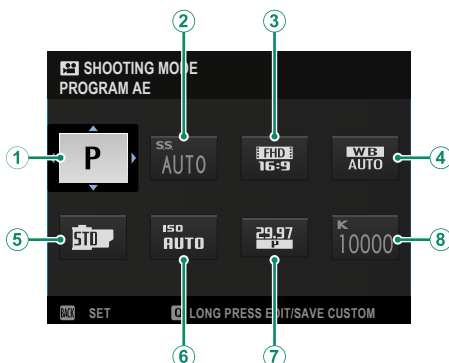 2 3
SHOOTING MODE
PROGRAM AE
1 P S.S. AUTO FHD 16:9 WB AUTO 4
5 STD ISO AUTO 29.97 P K 10000 8
BACK SET Q LONG PRESS EDIT/SAVE CUSTOM
6 7